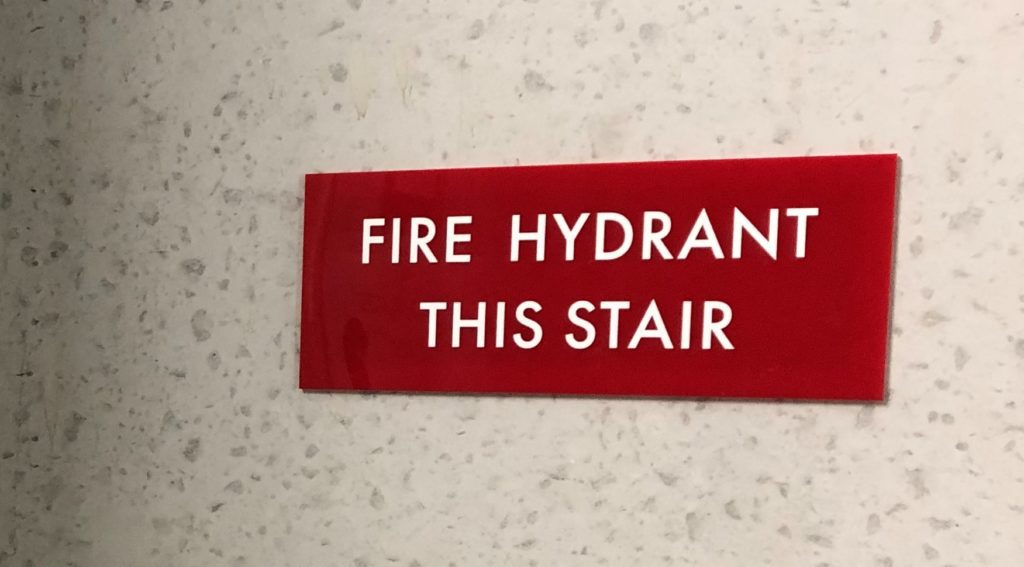 FIRE HYDRANT
THIS STAIR